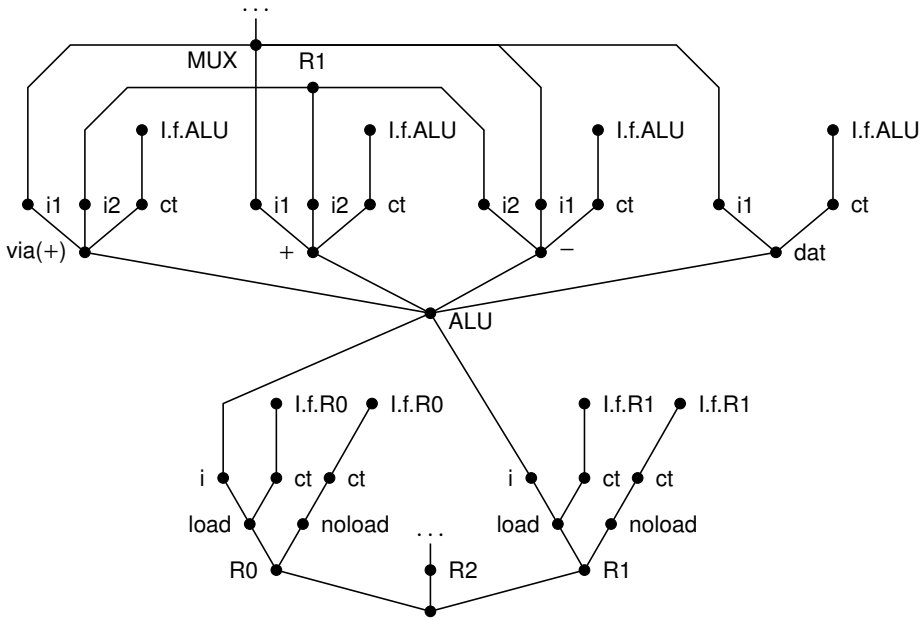 ...
MUX R1
I.f.ALU I.f.ALU I.f.ALU I.f.ALU
i1 i2 ct i1 i2 ct i2 i1 ct i1 ct
via(+) + − dat
ALU
I.f.R0 I.f.R0 I.f.R1 I.f.R1
i ct ct i ct ct
load noload load noload
...
R0 R2 R1